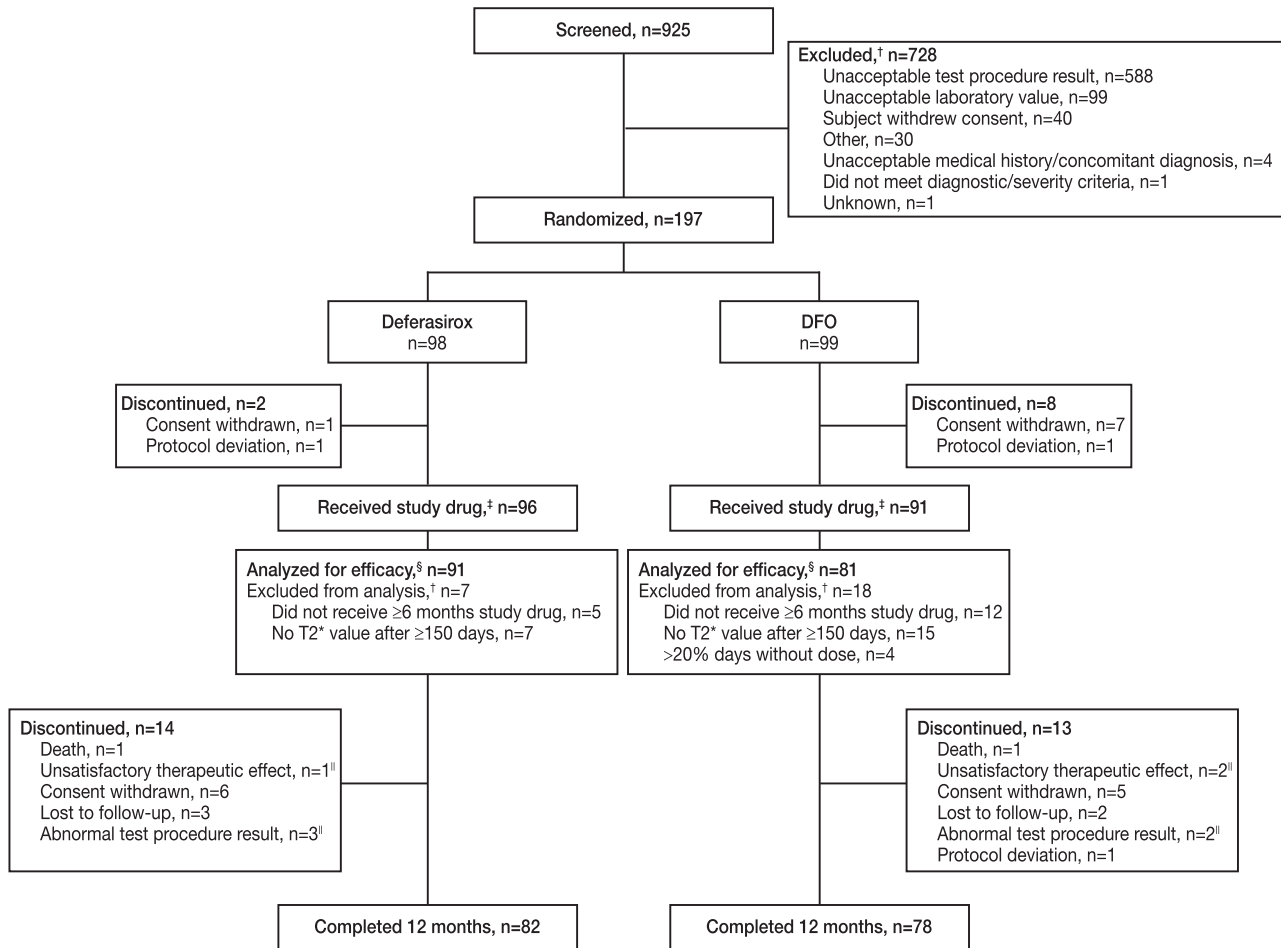 Screened, n=925
Excluded,† n=728
Unacceptable test procedure result, n=588
Unacceptable laboratory value, n=99
Subject withdrew consent, n=40
Other, n=30
Unacceptable medical history/concomitant diagnosis, n=4
Did not meet diagnostic/severity criteria, n=1
Unknown, n=1
Randomized, n=197
Deferasirox
n=98
DFO
n=99
Discontinued, n=2
Consent withdrawn, n=1
Protocol deviation, n=1
Discontinued, n=8
Consent withdrawn, n=7
Protocol deviation, n=1
Received study drug,‡ n=96
Received study drug,‡ n=91
Analyzed for efficacy,§ n=91
Excluded from analysis,† n=7
Did not receive ≥6 months study drug, n=5
No T2* value after ≥150 days, n=7
Analyzed for efficacy,§ n=81
Excluded from analysis,† n=18
Did not receive ≥6 months study drug, n=12
No T2* value after ≥150 days, n=15
>20% days without dose, n=4
Discontinued, n=14
Death, n=1
Unsatisfactory therapeutic effect, n=1||
Consent withdrawn, n=6
Lost to follow-up, n=3
Abnormal test procedure result, n=3||
Discontinued, n=13
Death, n=1
Unsatisfactory therapeutic effect, n=2||
Consent withdrawn, n=5
Lost to follow-up, n=2
Abnormal test procedure result, n=2||
Protocol deviation, n=1
Completed 12 months, n=82
Completed 12 months, n=78